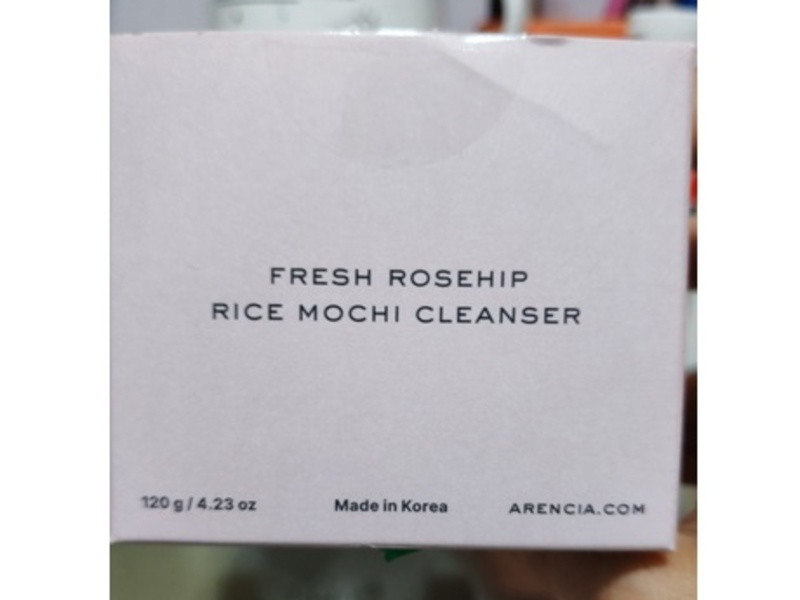 FRESH ROSEHIP
RICE MOCHI CLEANSER
120 g / 4.23 oz
Made in Korea
ARENCIA.COM